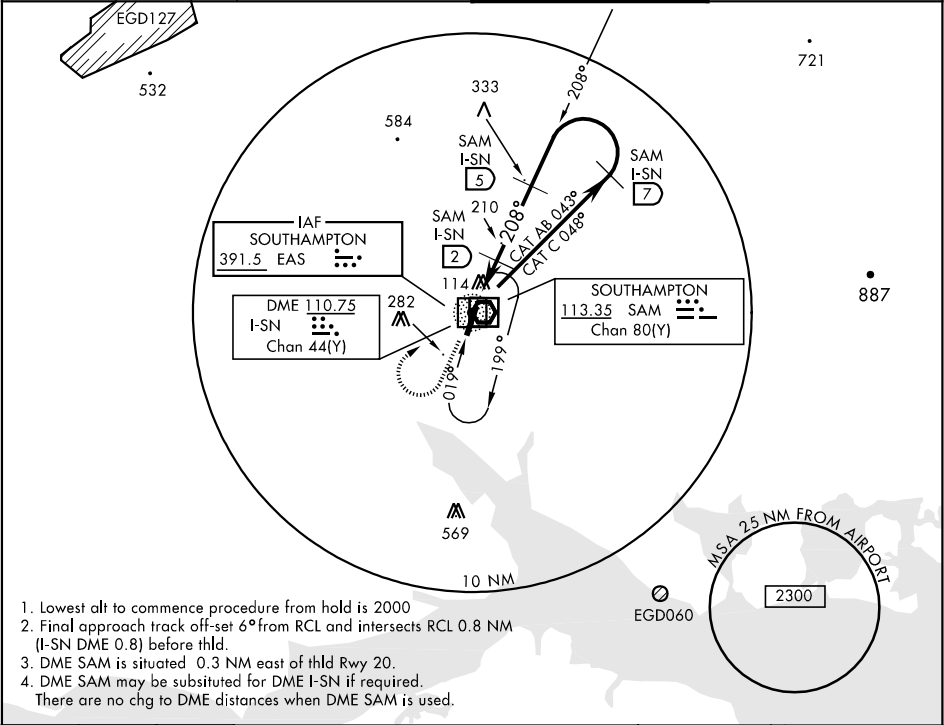 EGD127
532
721
208°
333
584
SAM
I-SN
5
SAM
I-SN
7
210
SAM
I-SN
2
208°
CAT AB 043°
CAT C 048°
IAF
SOUTHAMPTON
391.5 EAS
114
887
DME 110.75
I-SN
Chan 44(Y)
282
SOUTHAMPTON
113.35 SAM
Chan 80(Y)
019°
199°
569
10 NM
MSA 25 NM FROM AIRPORT
2300
EGD060
1. Lowest alt to commence procedure from hold is 2000
2. Final approach track off-set 6° from RCL and intersects RCL 0.8 NM
(I-SN DME 0.8) before thld.
3. DME SAM is situated 0.3 NM east of thld Rwy 20.
4. DME SAM may be subsituted for DME I-SN if required.
There are no chg to DME distances when DME SAM is used.